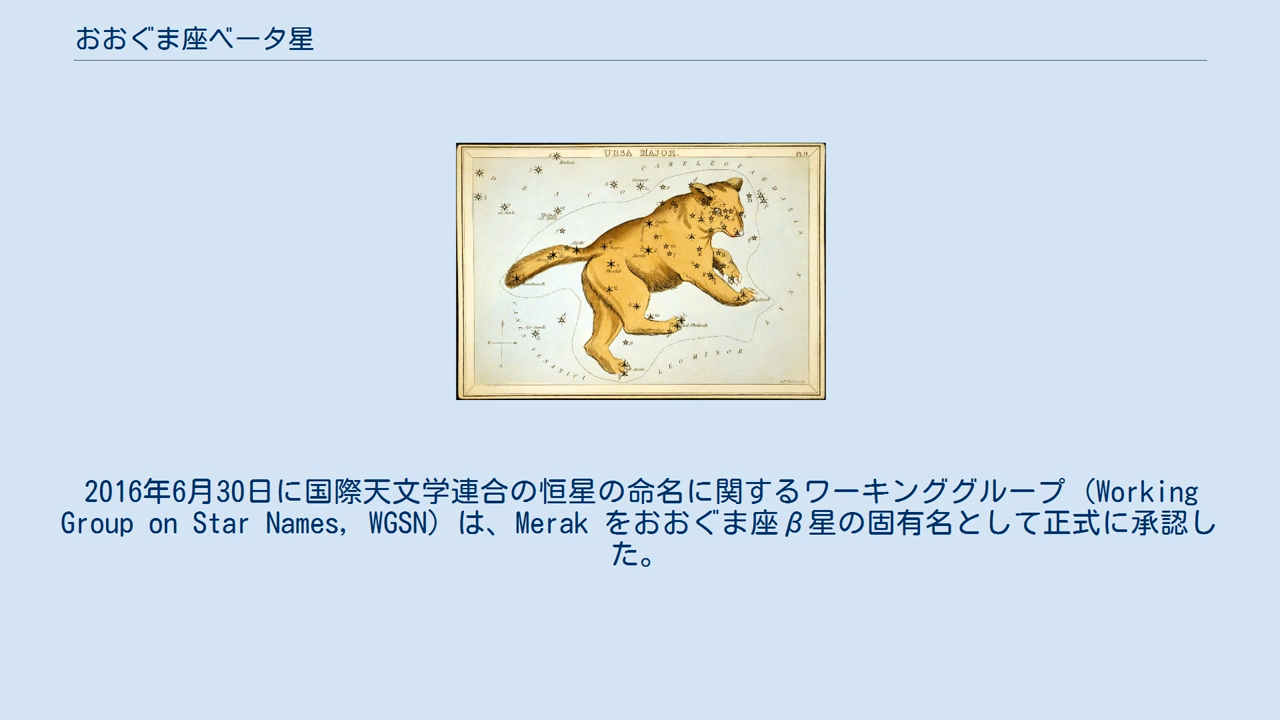 おおぐま座ベータ星
URSA MAJOR.
CAMELEOPARDALIS
DRACO
LEO MINOR
2016年6月30日に国際天文学連合の恒星の命名に関するワーキンググループ (Working
Group on Star Names, WGSN) は、Merak をおおぐま座β星の固有名として正式に承認し
た。